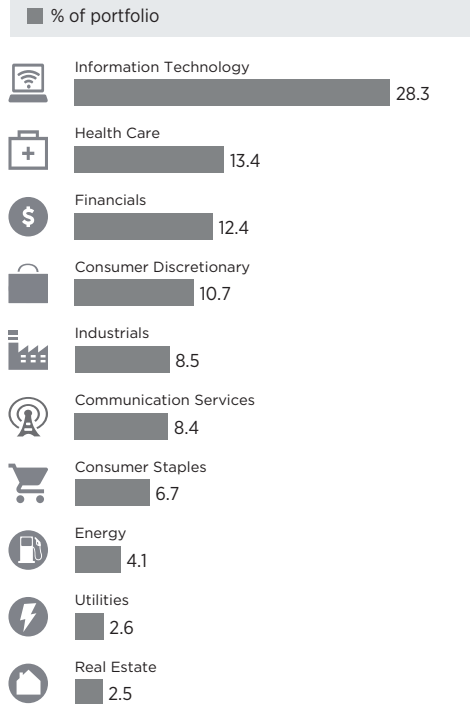 % of portfolio
Information Technology
28.3
Health Care
13.4
$
Financials
12.4
Consumer Discretionary
10.7
Industrials
8.5
Communication Services
8.4
Consumer Staples
6.7
Energy
4.1
Utilities
2.6
Real Estate
2.5